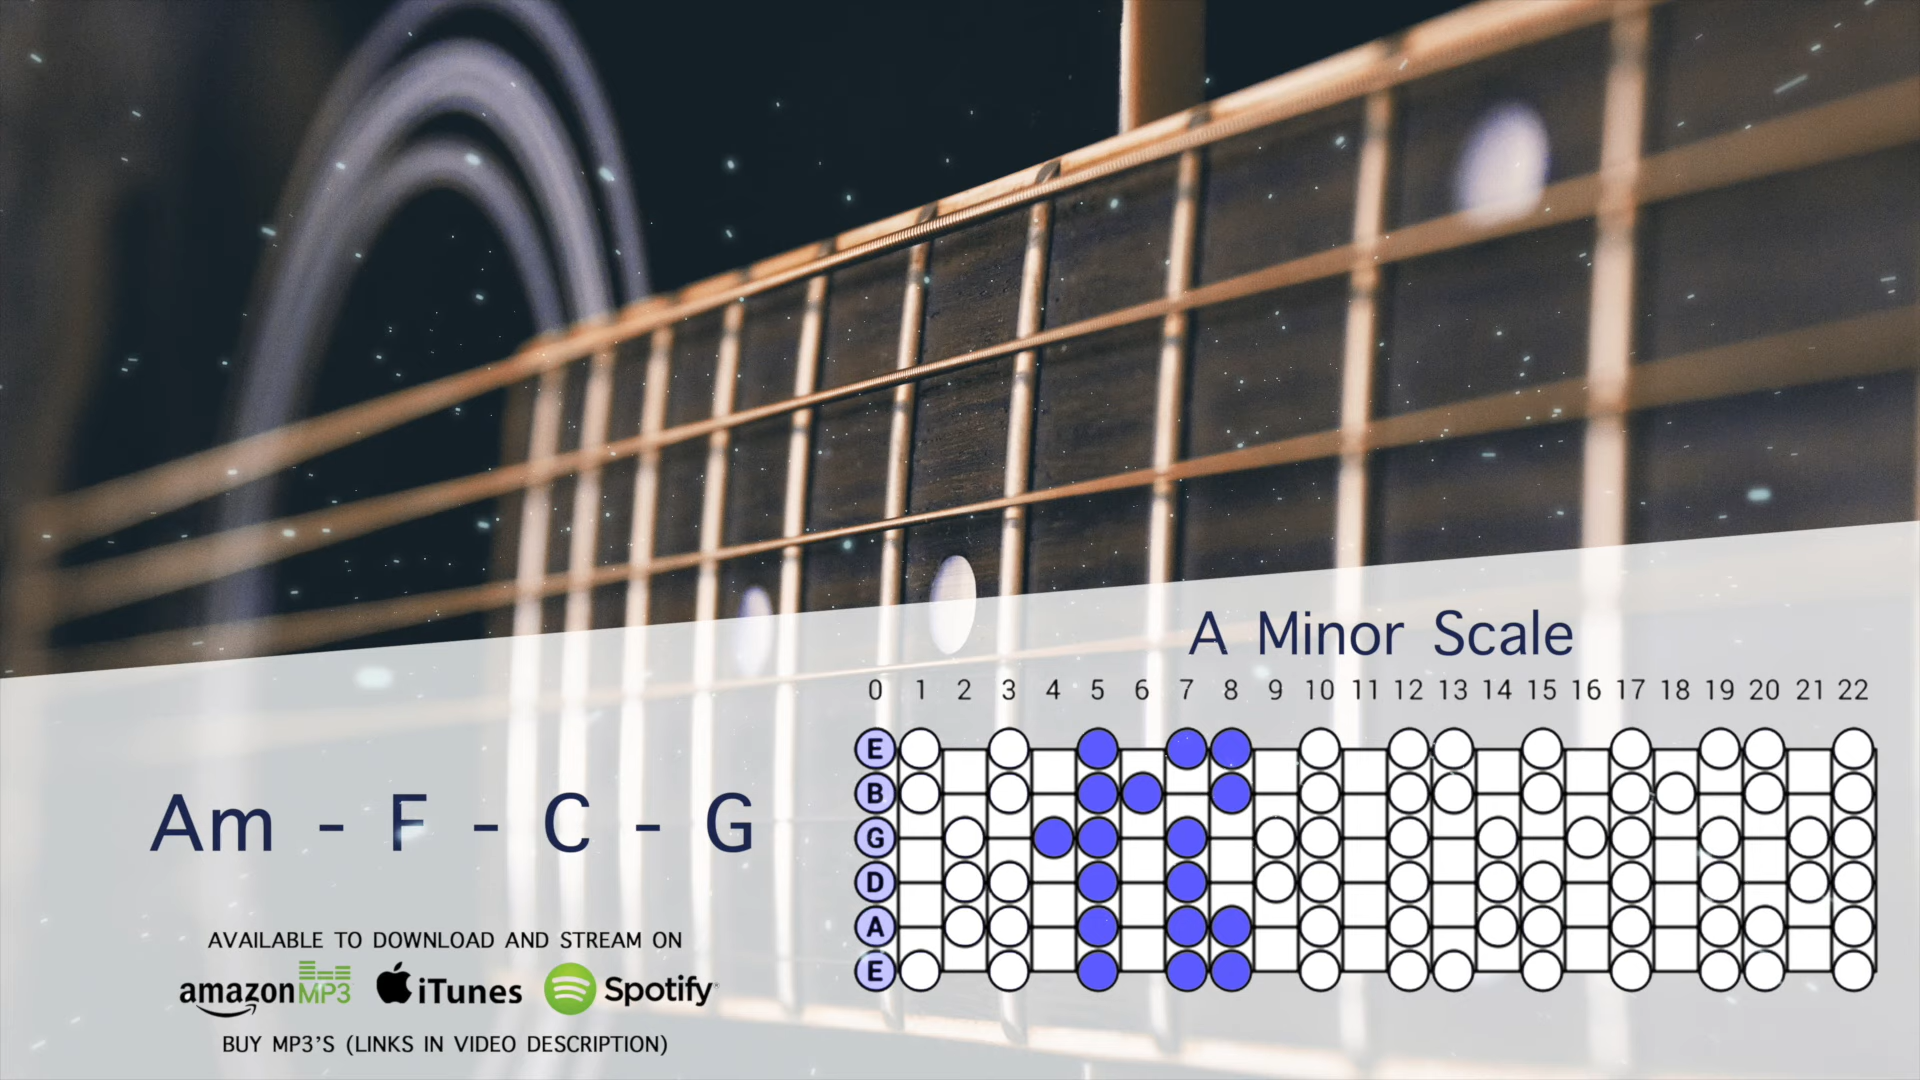 A Minor Scale
0 1 2 3 4 5 6 7 8 9 10 11 12 13 14 15 16 17 18 19 20 21 22
E
B
G
D
A
E
Am - F - C - G
AVAILABLE TO DOWNLOAD AND STREAM ON
amazonMP3 iTunes Spotify
BUY MP3'S (LINKS IN VIDEO DESCRIPTION)